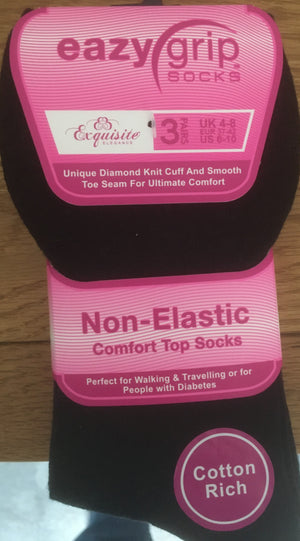 eazy grip
SOCKS
Exquisite
ELEGANCE
3 PAIRS
UK 4-8
EUR 37-42
US 6-10
Unique Diamond Knit Cuff And Smooth
Toe Seam For Ultimate Comfort
Non-Elastic
Comfort Top Socks
Perfect for Walking & Travelling or for
People with Diabetes
Cotton
Rich